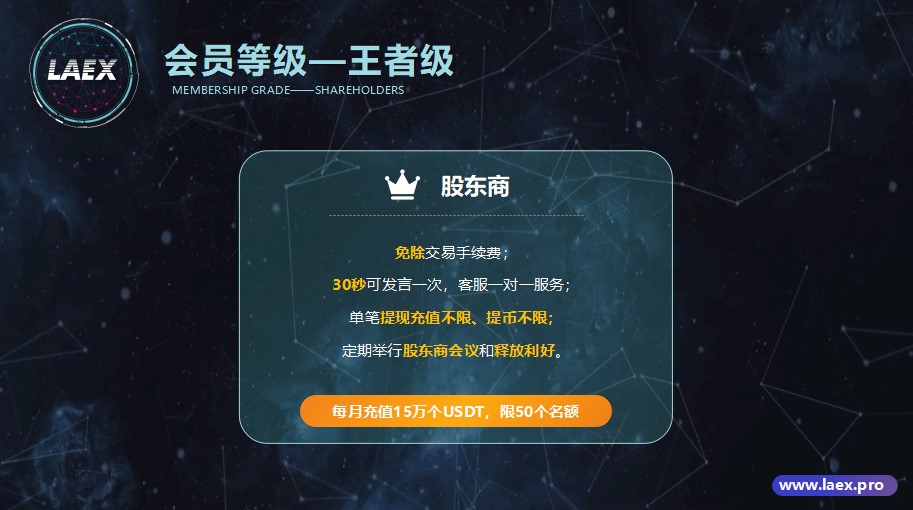 LAEX
会员等级—王者级
MEMBERSHIP GRADE——SHAREHOLDERS
股东商
免除交易手续费；
30秒可发言一次，客服一对一服务；
单笔提现充值不限、提币不限；
定期举行股东商会议和释放利好。
每月充值15万个USDT，限50个名额
www.laex.pro